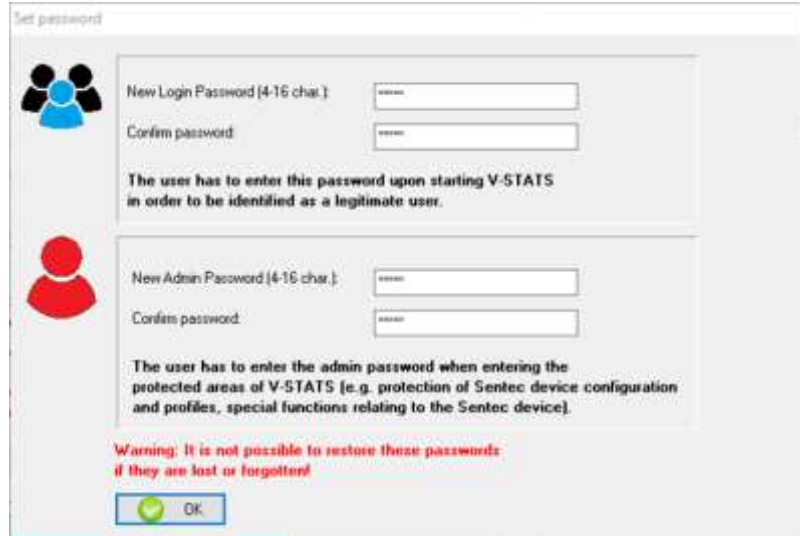 Set password
New Login Password (4-16 char.):
*****
Confirm password:
*****
The user has to enter this password upon starting V-STATS
in order to be identified as a legitimate user.
New Admin Password (4-16 char.):
*****
Confirm password:
*****
The user has to enter the admin password when entering the
protected areas of V-STATS (e.g. protection of Sentec device configuration
and profiles, special functions relating to the Sentec device).
Warning: It is not possible to restore these passwords
if they are lost or forgotten!
OK